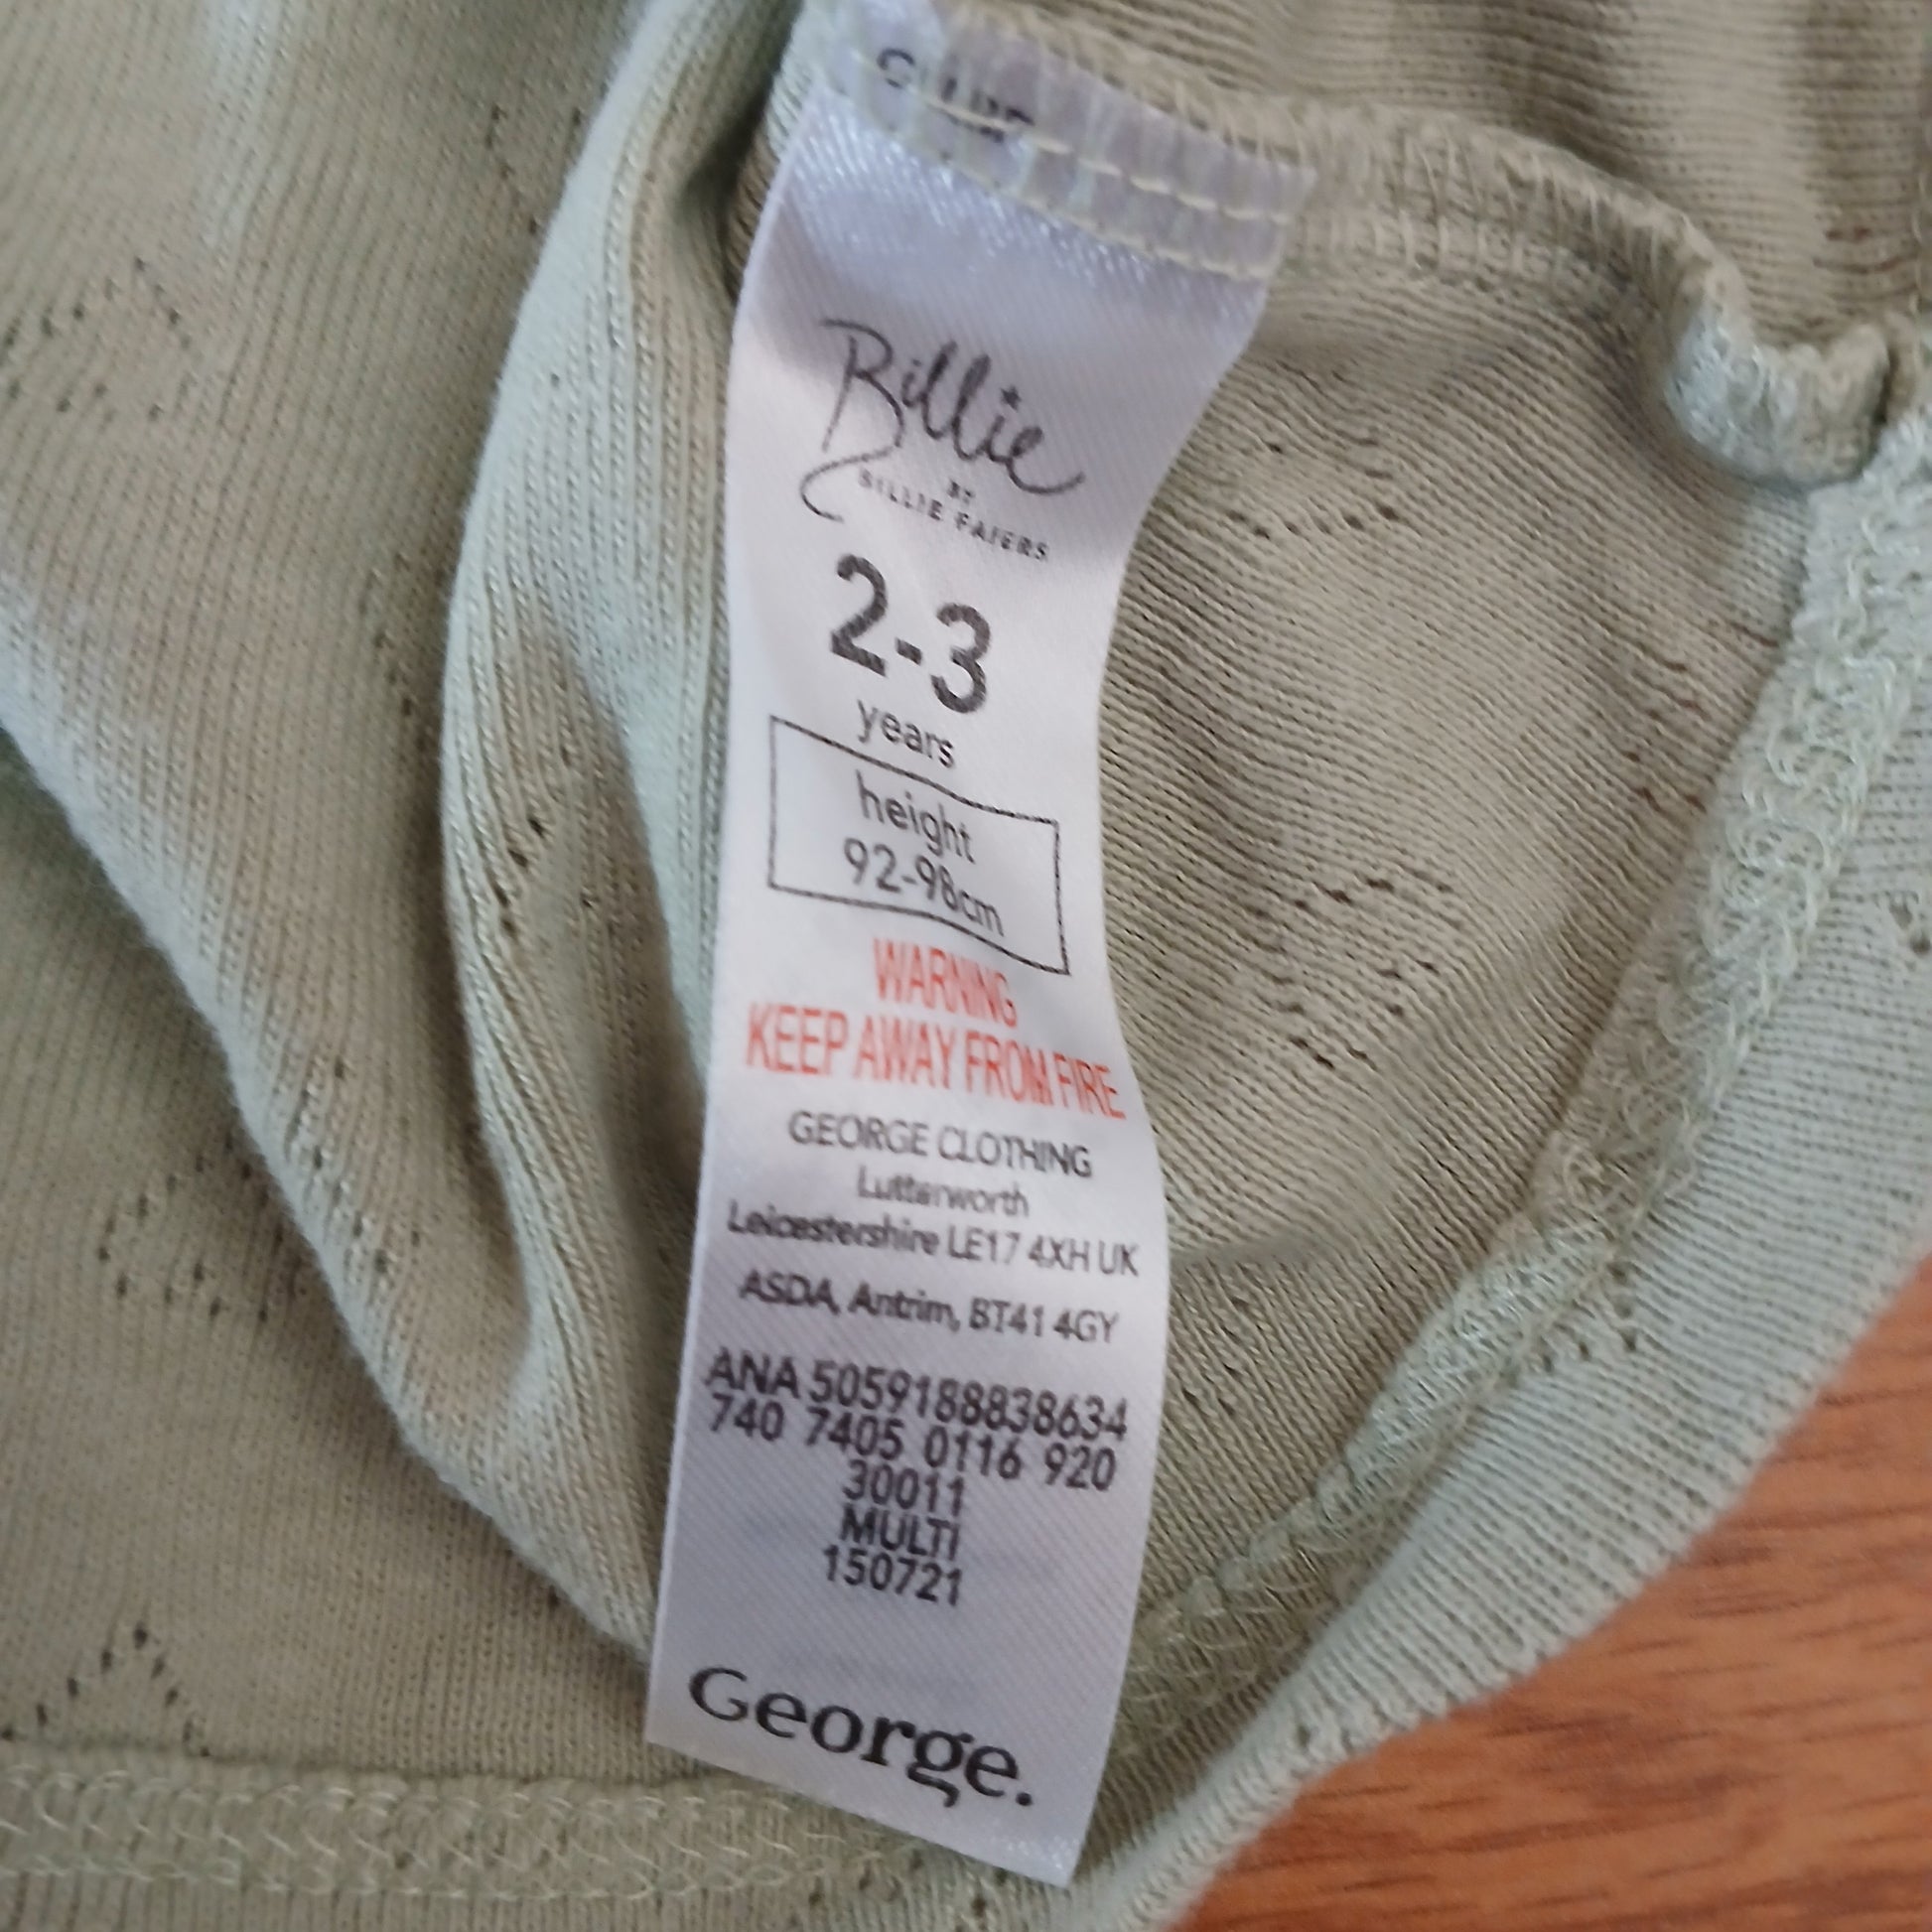 Billie
BY
BILLIE FAIERS
2-3
years
height
92-98cm
WARNING
KEEP AWAY FROM FIRE
GEORGE CLOTHING
Lutterworth
Leicestershire LE17 4XH UK
ASDA, Antrim, BT41 4GY
ANA 5059188838634
740 7405 0116 920
30011
MULTI
150721
George.